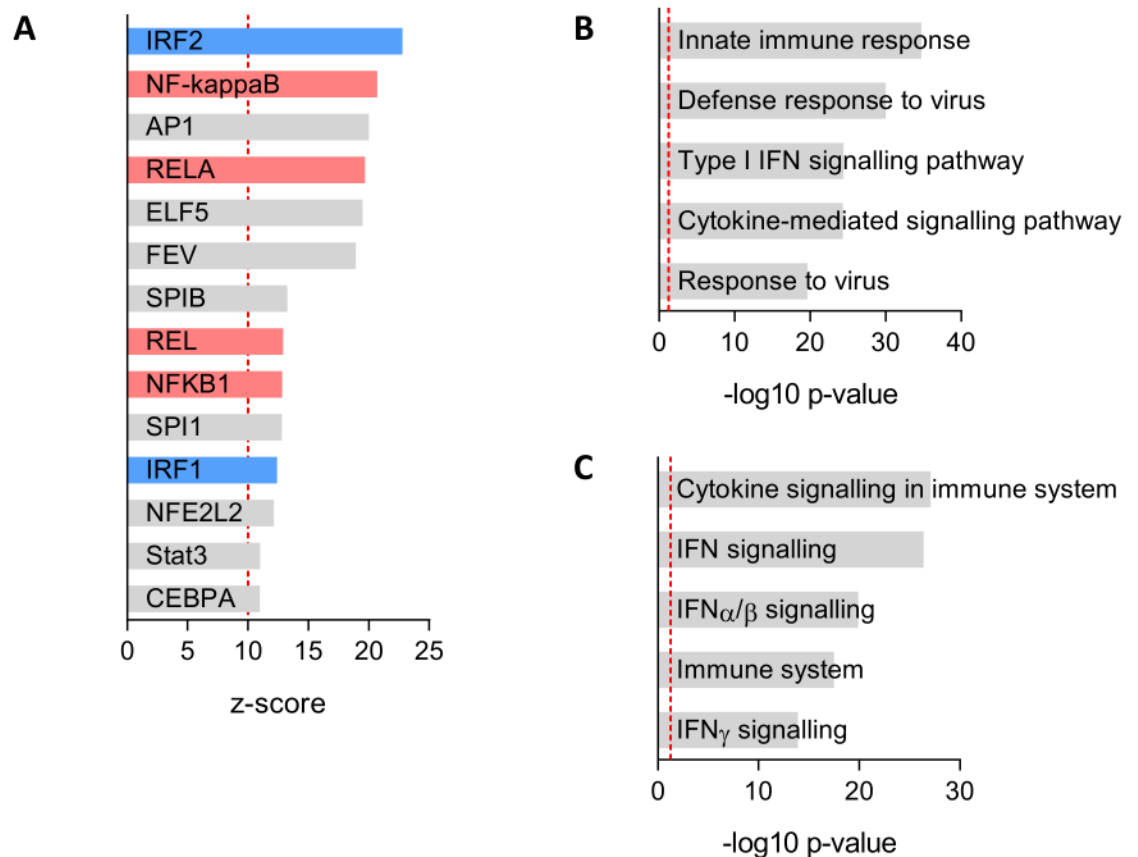 A
IRF2
NF-kappaB
AP1
RELA
ELF5
FEV
SPIB
REL
NFKB1
SPI1
IRF1
NFE2L2
Stat3
CEBPA
0 5 10 15 20 25
z-score
B
Innate immune response
Defense response to virus
Type I IFN signalling pathway
Cytokine-mediated signalling pathway
Response to virus
0 10 20 30 40
-log10 p-value
C
Cytokine signalling in immune system
IFN signalling
IFNα/β signalling
Immune system
IFNγ signalling
0 10 20 30
-log10 p-value